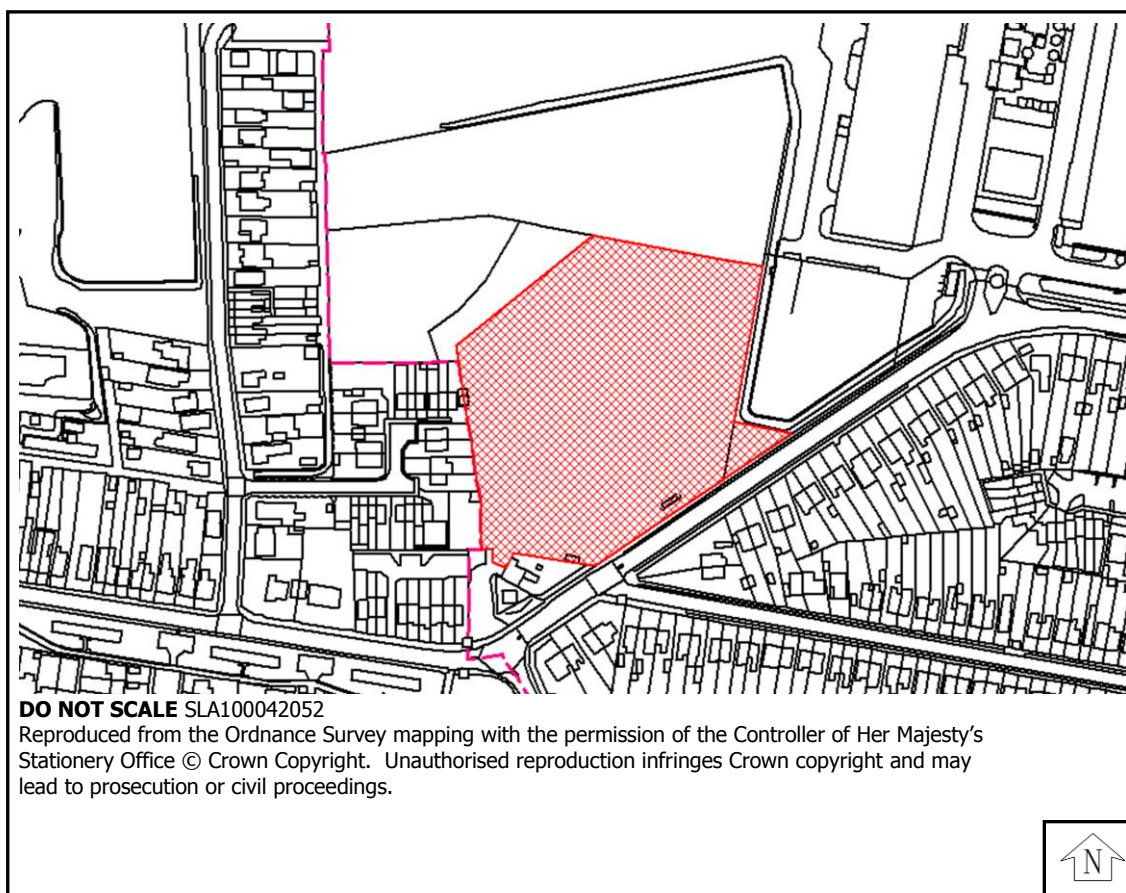 DO NOT SCALE SLA100042052
Reproduced from the Ordnance Survey mapping with the permission of the Controller of Her Majesty's
Stationery Office © Crown Copyright.  Unauthorised reproduction infringes Crown copyright and may
lead to prosecution or civil proceedings.
N